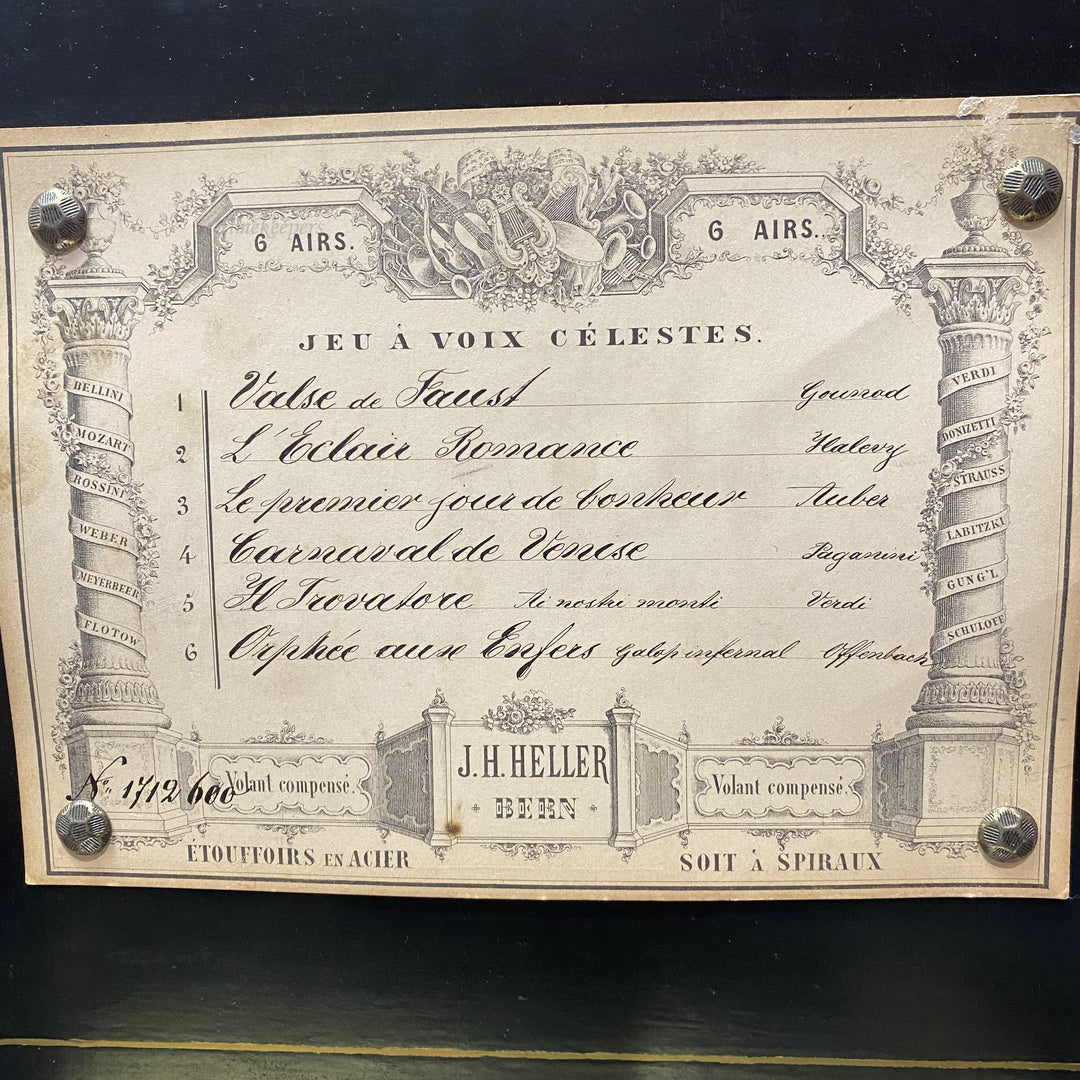 6 AIRS. 6 AIRS.
JEU À VOIX CÉLESTES.
1 Valse de Faust Gounod
2 L'Eclair Romance Halevy
3 Le premier jour de bonheur Auber
4 Carnaval de Venise Paganini
5 Il Trovatore Ai nostri monti Verdi
6 Orphée aux Enfers Galop infernal Offenbach
BELLINI
MOZART
ROSSINI
WEBER
MEYERBEER
FLOTOW
VERDI
DONIZETTI
STRAUSS
LABITZKI
GUNG'L
SCHULOFF
No. 1712 600
Volant compensé.
J.H. HELLER
BERN
Volant compensé.
ÉTOUFFOIRS EN ACIER
SOIT À SPIRAUX